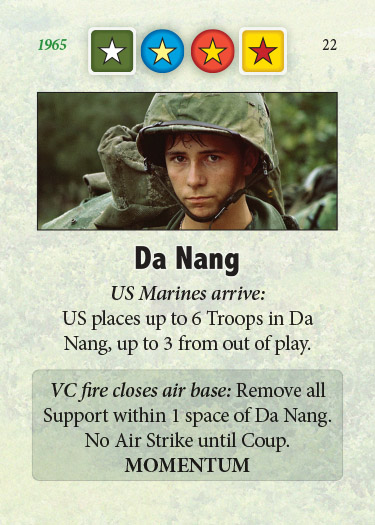 1965 22
Da Nang
US Marines arrive:
US places up to 6 Troops in Da
Nang, up to 3 from out of play.
VC fire closes air base: Remove all
Support within 1 space of Da Nang.
No Air Strike until Coup.
MOMENTUM